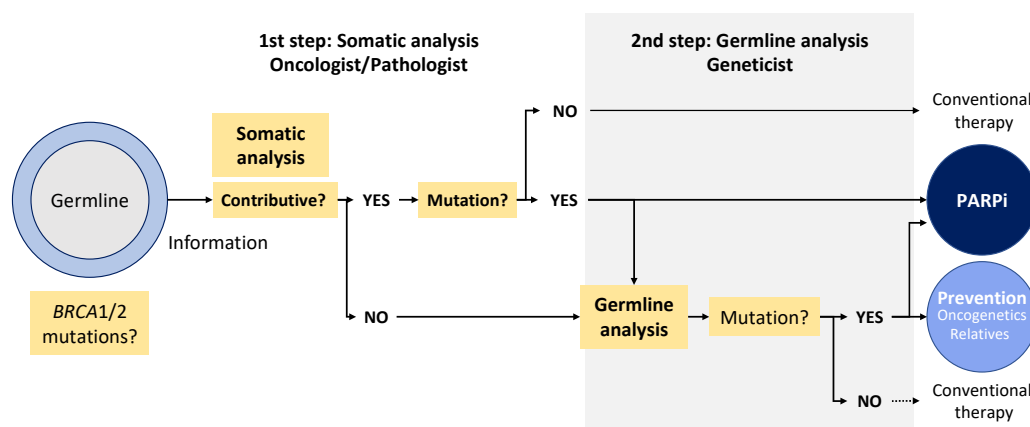 1st step: Somatic analysis
Oncologist/Pathologist
2nd step: Germline analysis
Geneticist
NO
Conventional
therapy
Somatic
analysis
Germline
Contributive?
YES
Mutation?
YES
PARPi
Information
BRCA1/2
mutations?
NO
Germline
analysis
Mutation?
YES
Prevention
Oncogenetics
Relatives
NO
Conventional
therapy